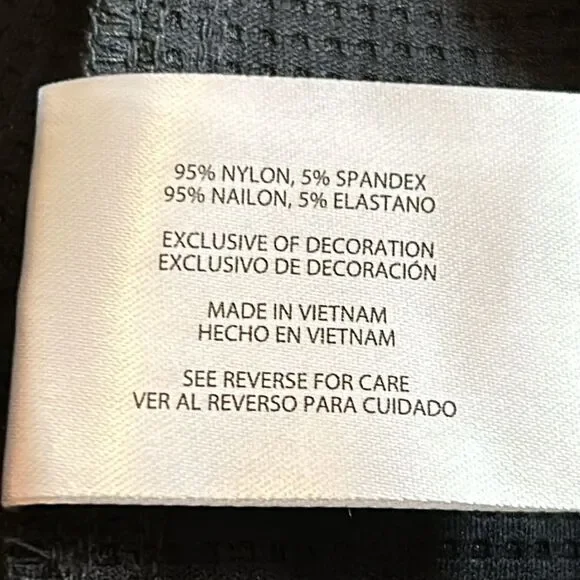 95% NYLON, 5% SPANDEX
95% NAILON, 5% ELASTANO
EXCLUSIVE OF DECORATION
EXCLUSIVO DE DECORACIÓN
MADE IN VIETNAM
HECHO EN VIETNAM
SEE REVERSE FOR CARE
VER AL REVERSO PARA CUIDADO